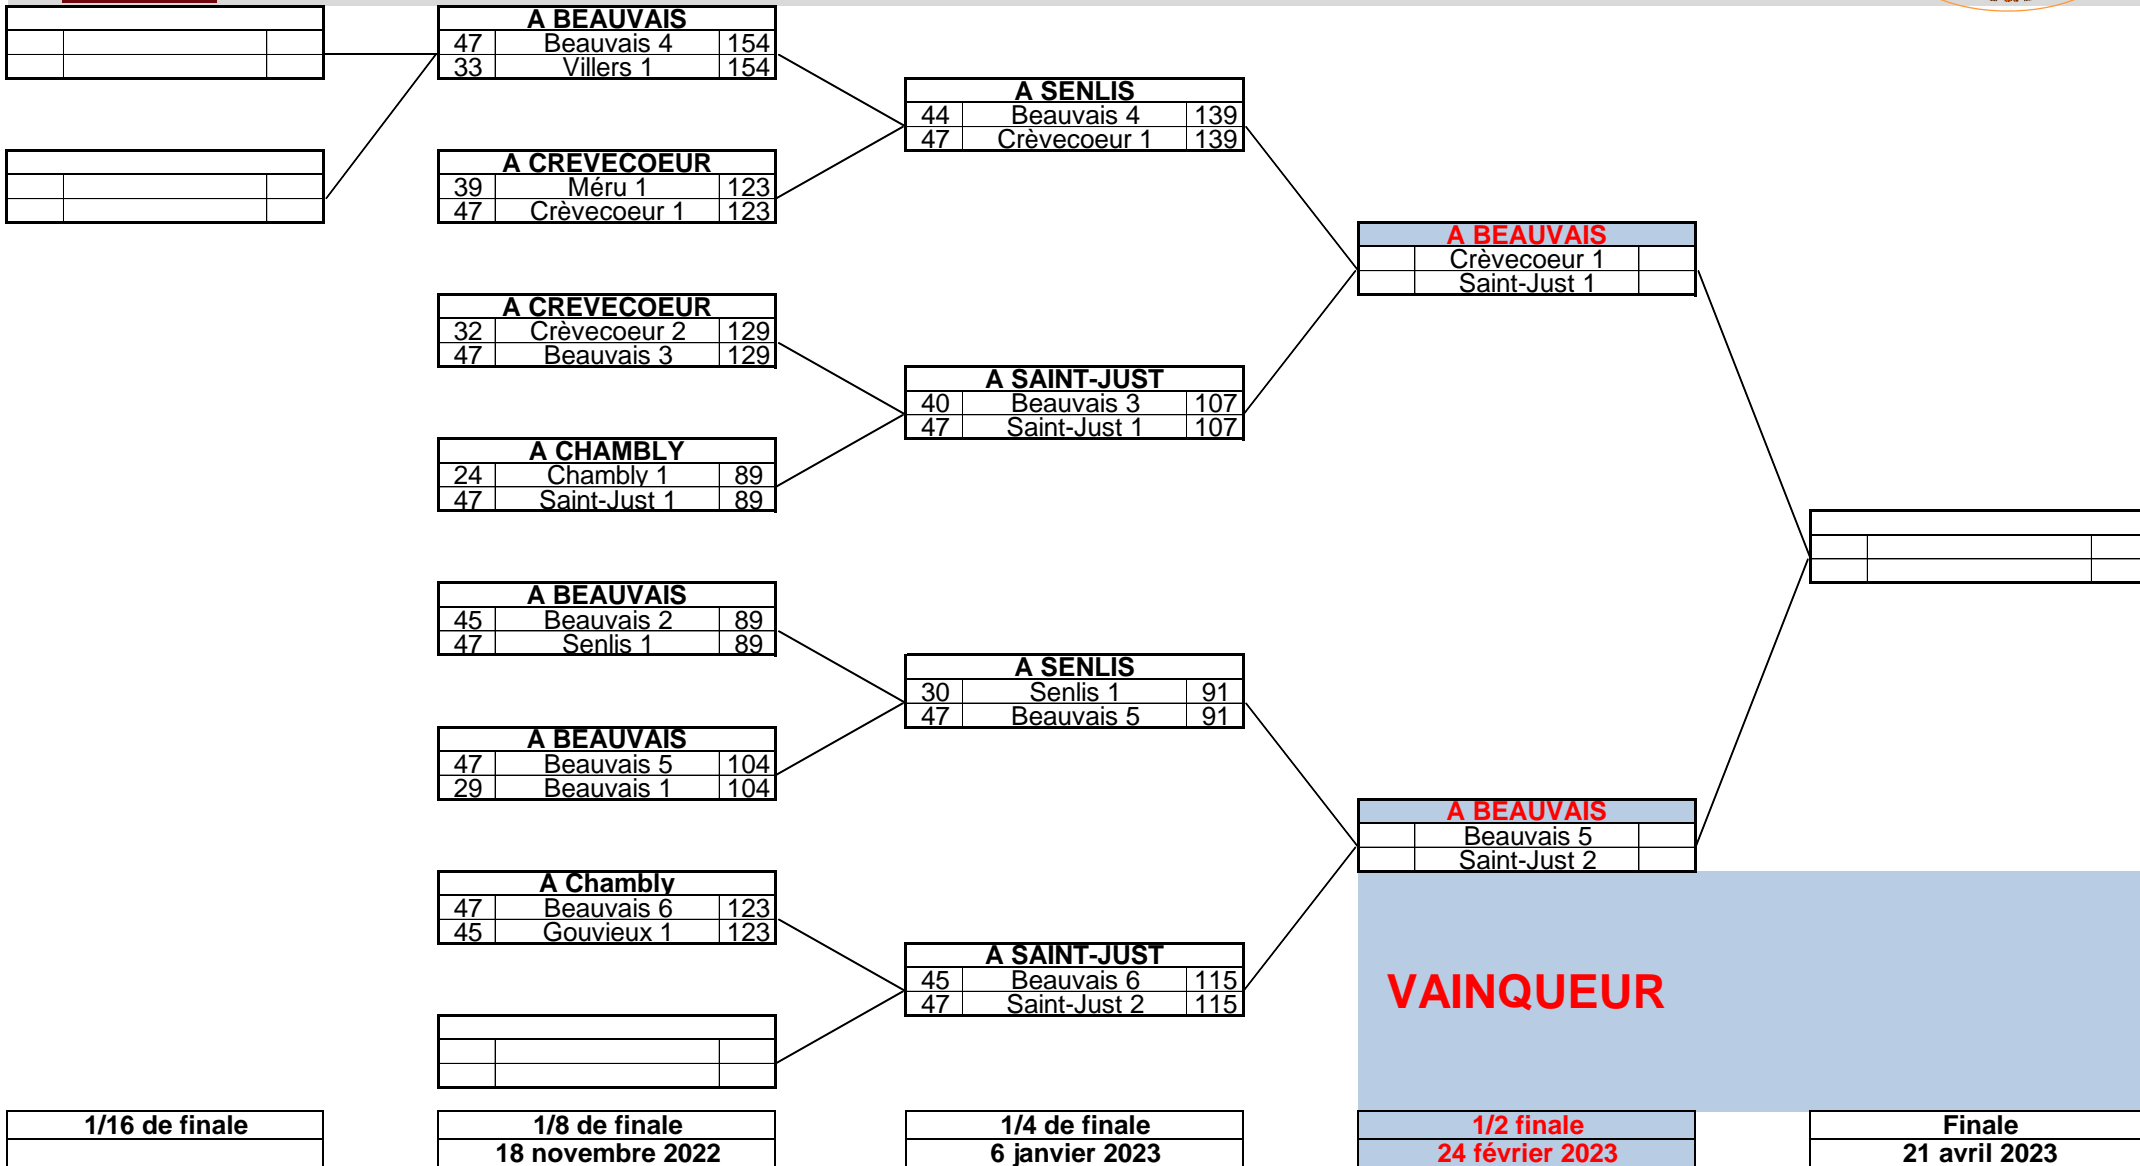 A BEAUVAIS
47 Beauvais 4 154
33 Villers 1 154
A CREVECOEUR
39 Méru 1 123
47 Crèvecoeur 1 123
A CREVECOEUR
32 Crèvecoeur 2 129
47 Beauvais 3 129
A CHAMBLY
24 Chambly 1 89
47 Saint-Just 1 89
A BEAUVAIS
45 Beauvais 2 89
47 Senlis 1 89
A BEAUVAIS
47 Beauvais 5 104
29 Beauvais 1 104
A Chambly
47 Beauvais 6 123
45 Gouvieux 1 123
A SENLIS
44 Beauvais 4 139
47 Crèvecoeur 1 139
A SAINT-JUST
40 Beauvais 3 107
47 Saint-Just 1 107
A SENLIS
30 Senlis 1 91
47 Beauvais 5 91
A SAINT-JUST
45 Beauvais 6 115
47 Saint-Just 2 115
A BEAUVAIS
Crèvecoeur 1
Saint-Just 1
A BEAUVAIS
Beauvais 5
Saint-Just 2
VAINQUEUR
1/16 de finale
1/8 de finale
18 novembre 2022
1/4 de finale
6 janvier 2023
1/2 finale
24 février 2023
Finale
21 avril 2023